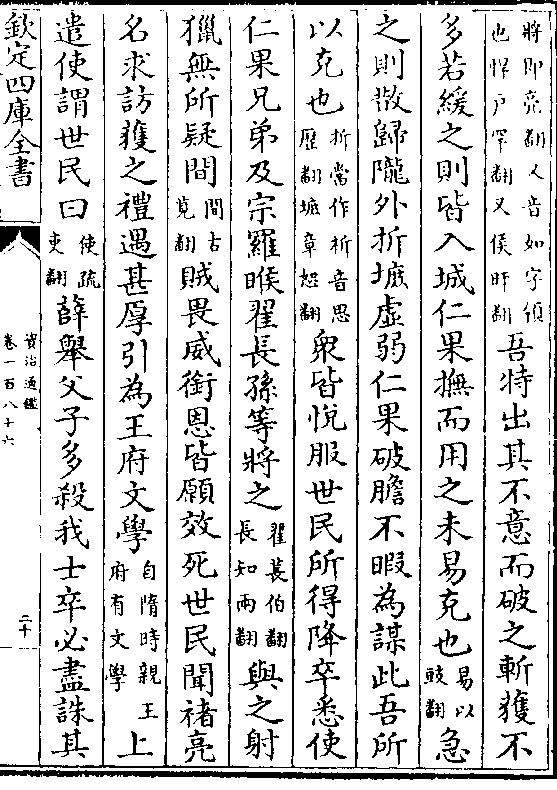 將即亮翻又音如字領
也悍户罕翻又侯旰翻
吾特出其不意而破之斬獲不
多若緩之則皆入城仁果撫而用之未易克也
易以
豉翻
急
之則散歸隴外折墌虚弱仁果破膽不暇為謀此吾所
以克也
折當作析音思
歷翻墌章恕翻
衆皆悦服世民所得降卒悉使
仁果兄弟及宗羅睺翟長孫等將之
翟萇伯翻
長知兩翻
與之射
獵無所疑間
間古
莧翻
賊畏威銜恩皆願效死世民聞禇亮
名求訪獲之禮遇甚厚引為王府文學
自隋時親王
府有文學
上
遣使謂世民曰
使疏
吏翻
薛舉父子多殺我士卒必盡誅其
欽定四庫全書
資治通鑑
卷一百八十六
二十